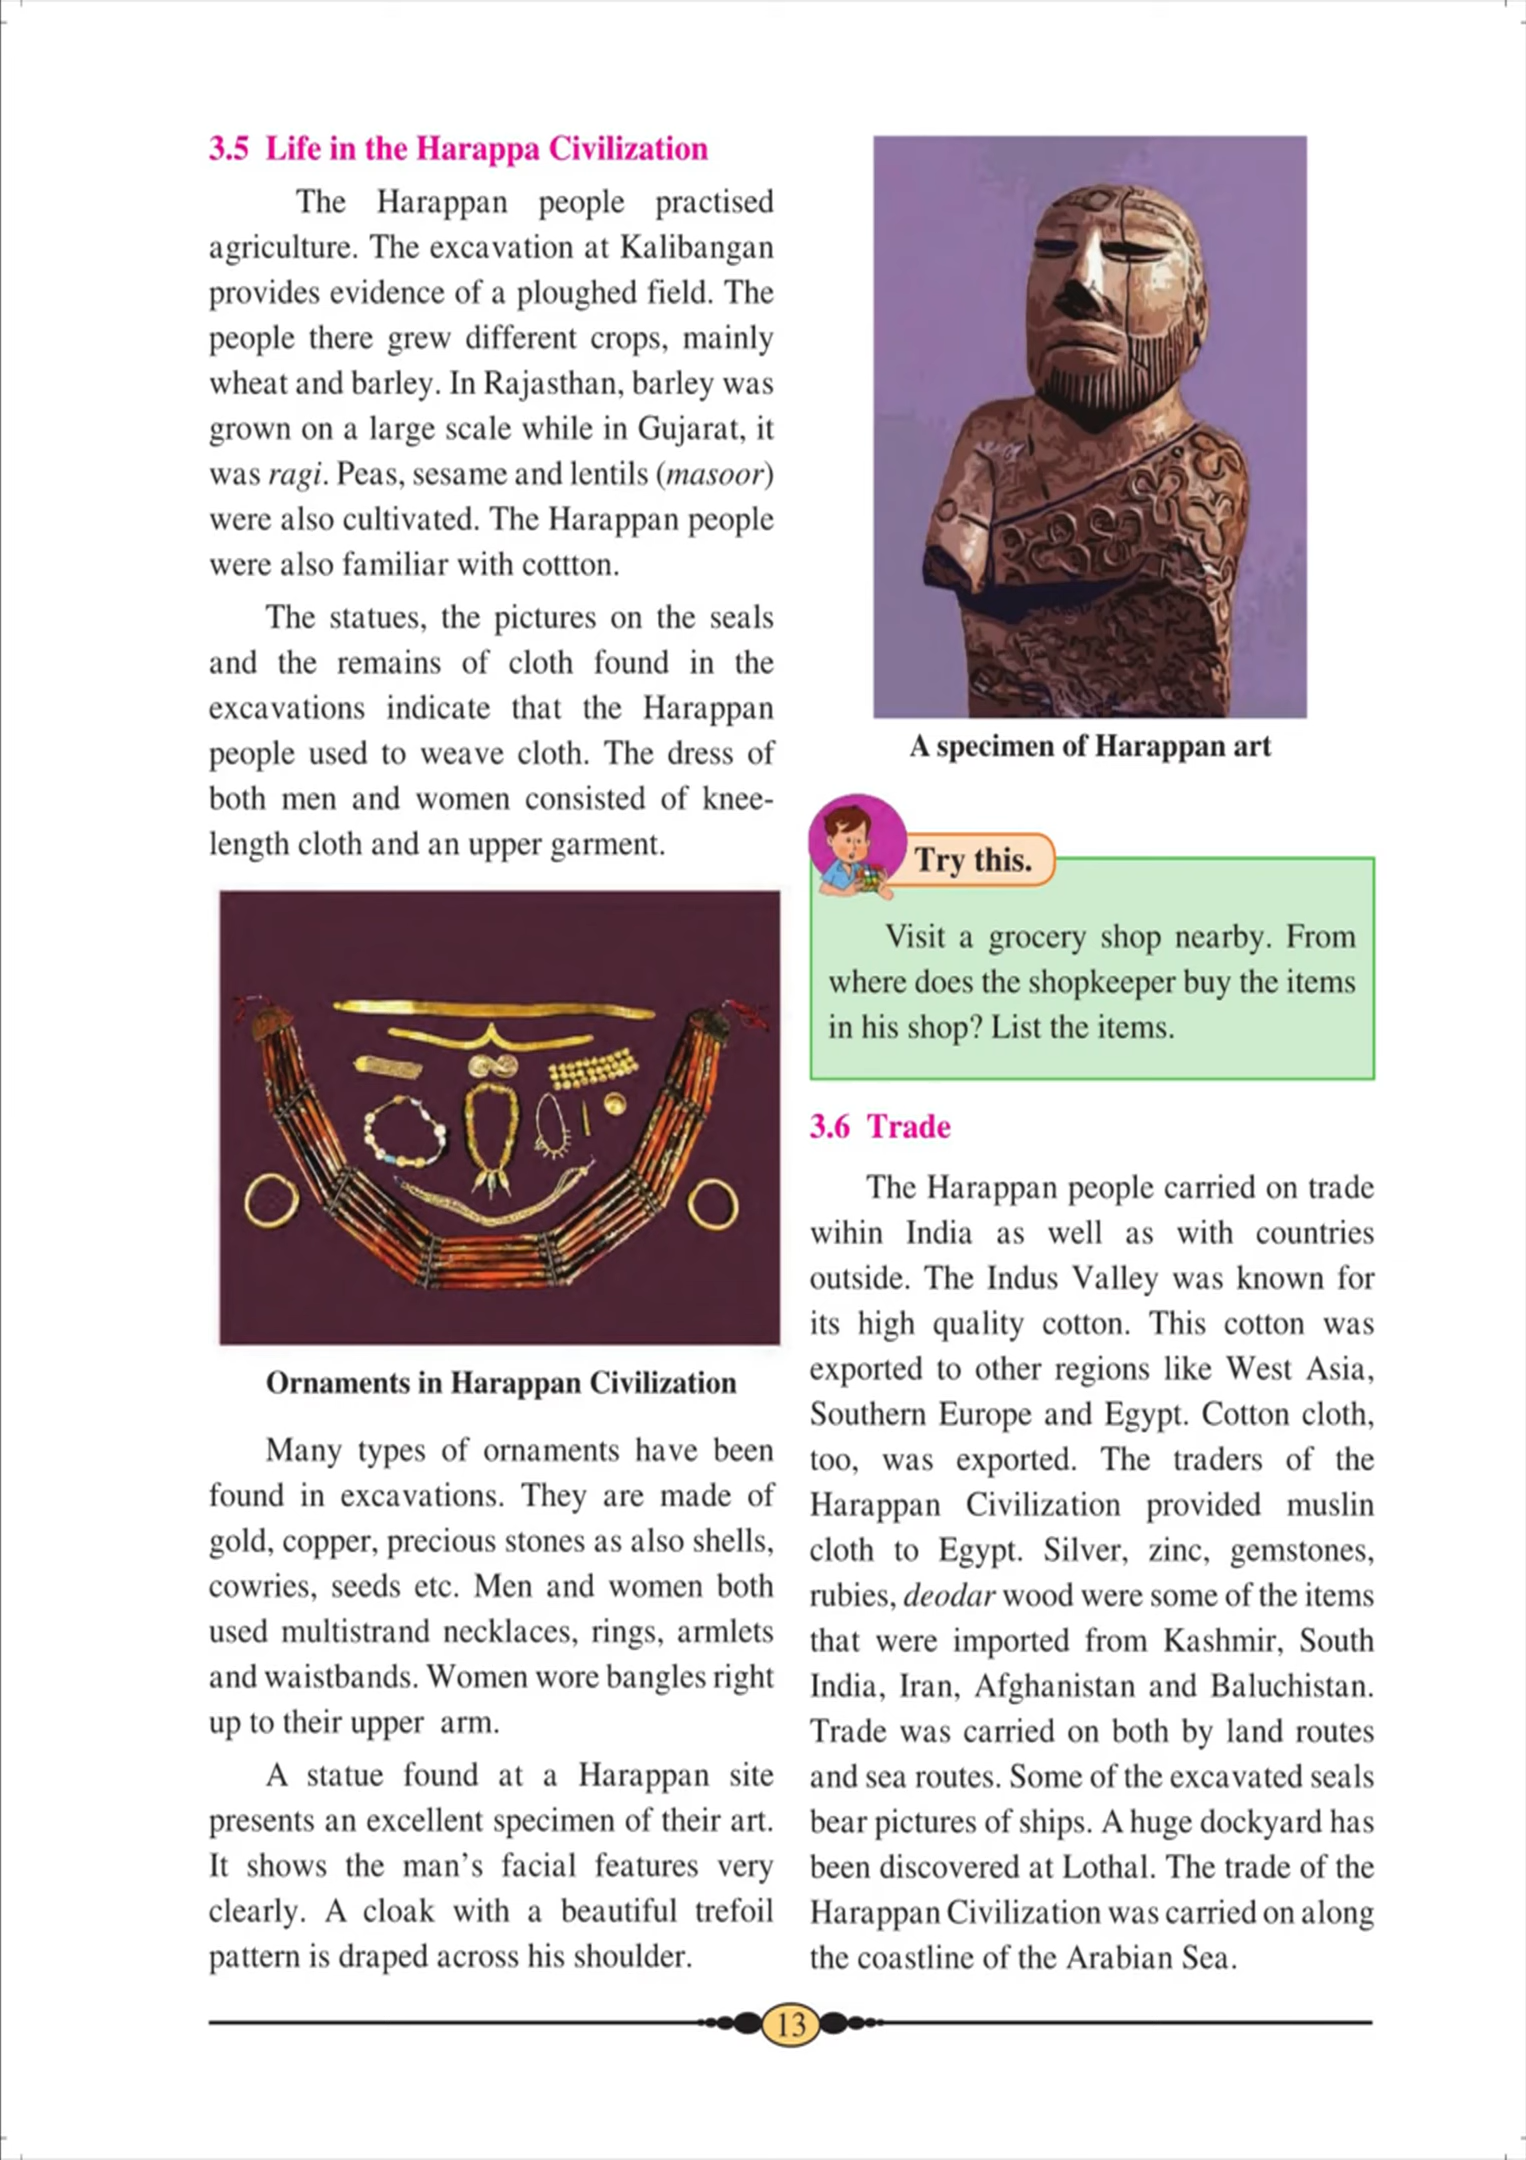 3.5 Life in the Harappa Civilization
The Harappan people practised
agriculture. The excavation at Kalibangan
provides evidence of a ploughed field. The
people there grew different crops, mainly
wheat and barley. In Rajasthan, barley was
grown on a large scale while in Gujarat, it
was ragi. Peas, sesame and lentils (masoor)
were also cultivated. The Harappan people
were also familiar with cottton.
The statues, the pictures on the seals
and the remains of cloth found in the
excavations indicate that the Harappan
people used to weave cloth. The dress of
both men and women consisted of knee-
length cloth and an upper garment.
Ornaments in Harappan Civilization
Many types of ornaments have been
found in excavations. They are made of
gold, copper, precious stones as also shells,
cowries, seeds etc. Men and women both
used multistrand necklaces, rings, armlets
and waistbands. Women wore bangles right
up to their upper arm.
A statue found at a Harappan site
presents an excellent specimen of their art.
It shows the man's facial features very
clearly. A cloak with a beautiful trefoil
pattern is draped across his shoulder.
A specimen of Harappan art
Try this.
Visit a grocery shop nearby. From
where does the shopkeeper buy the items
in his shop? List the items.
3.6 Trade
The Harappan people carried on trade
wihin India as well as with countries
outside. The Indus Valley was known for
its high quality cotton. This cotton was
exported to other regions like West Asia,
Southern Europe and Egypt. Cotton cloth,
too, was exported. The traders of the
Harappan Civilization provided muslin
cloth to Egypt. Silver, zinc, gemstones,
rubies, deodar wood were some of the items
that were imported from Kashmir, South
India, Iran, Afghanistan and Baluchistan.
Trade was carried on both by land routes
and sea routes. Some of the excavated seals
bear pictures of ships. A huge dockyard has
been discovered at Lothal. The trade of the
Harappan Civilization was carried on along
the coastline of the Arabian Sea.
13